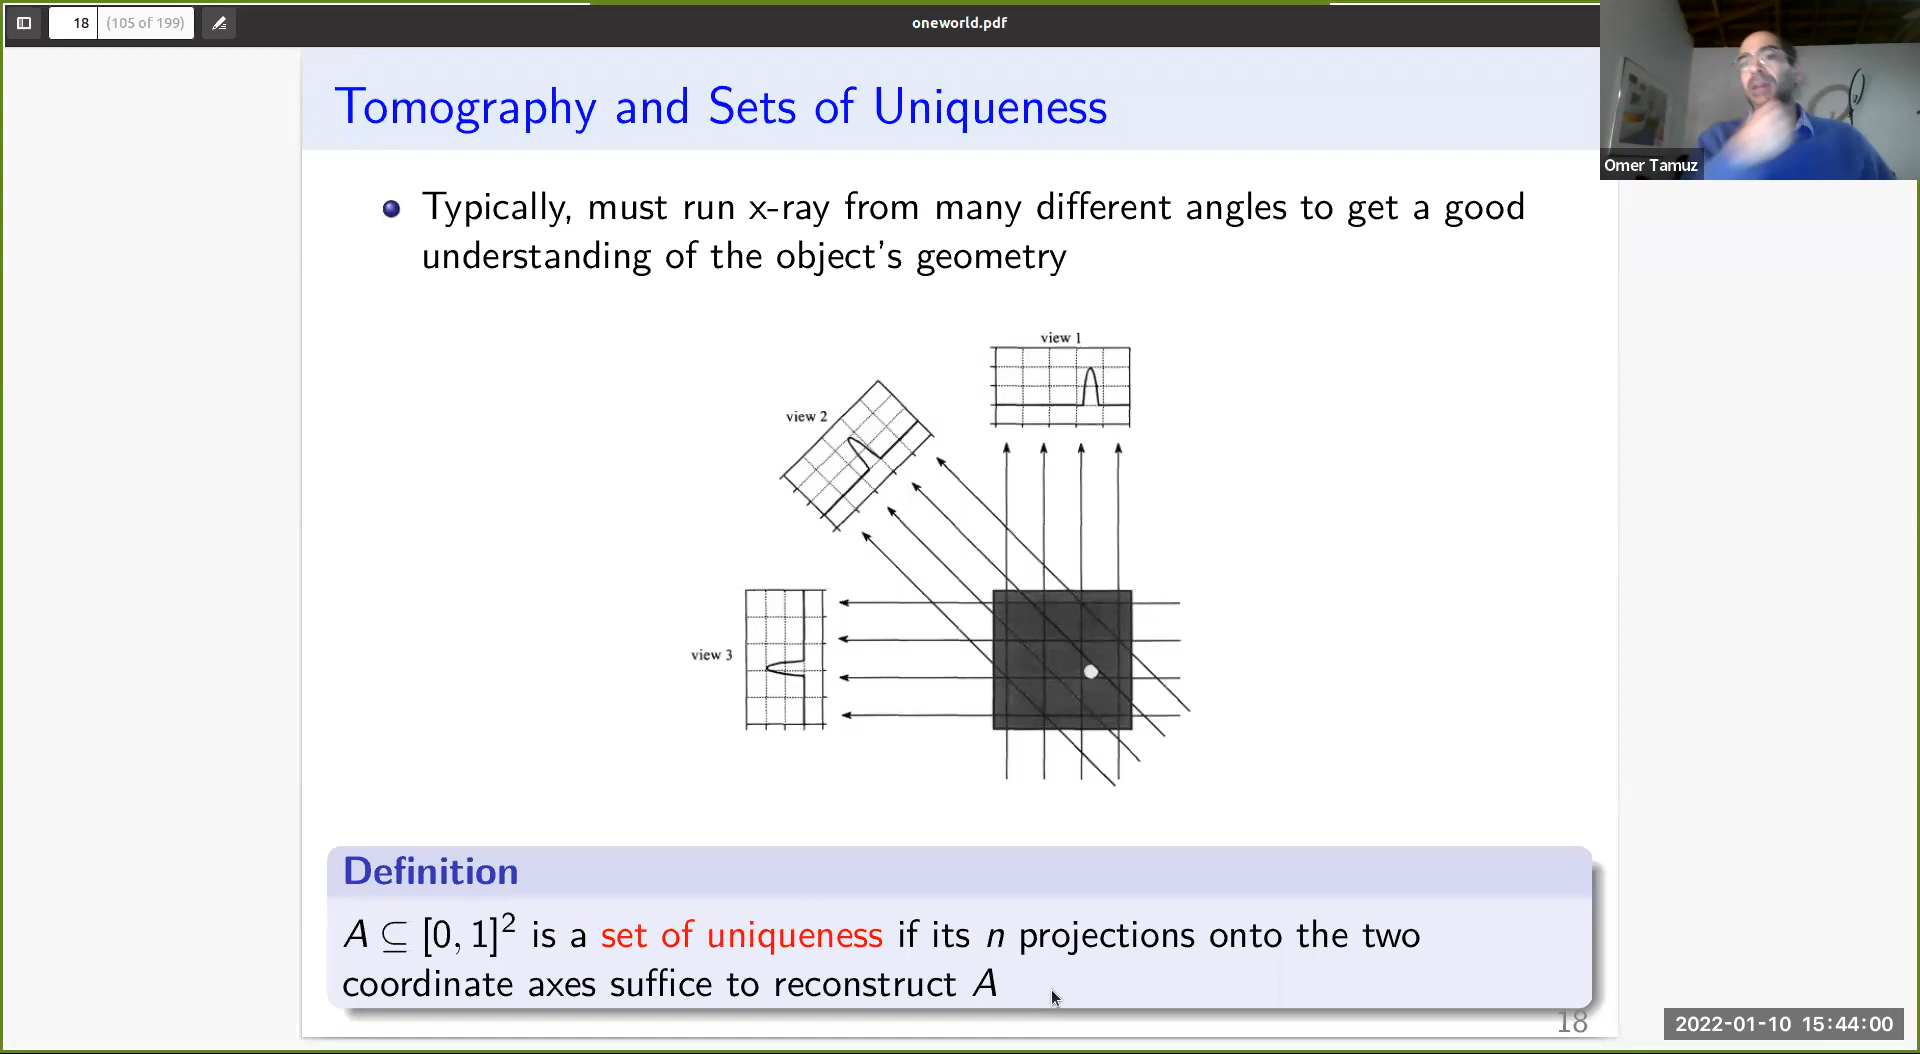 18 (105 of 199)
oneworld.pdf
Tomography and Sets of Uniqueness
Omer Tamuz
Typically, must run x-ray from many different angles to get a good
understanding of the object's geometry
view 1
view 2
view 3
Definition
A ⊆ [0, 1]² is a set of uniqueness if its n projections onto the two
coordinate axes suffice to reconstruct A
18
2022-01-10 15:44:00